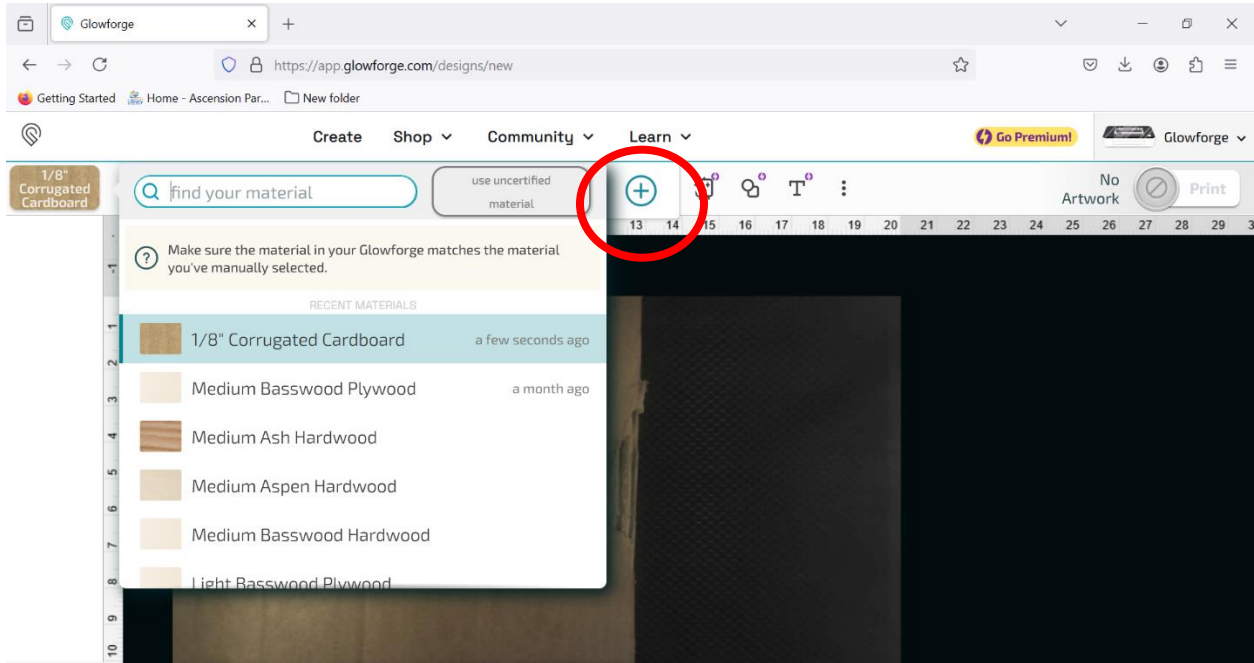 Glowforge
https://app.glowforge.com/designs/new
Getting Started Home - Ascension Par... New folder
Create Shop Community Learn Go Premium! Glowforge
1/8"
Corrugated
Cardboard
find your material
use uncertified
material
T
No
Artwork
Print
13 14 15 16 17 18 19 20 21 22 23 24 25 26 27 28 29 3
Make sure the material in your Glowforge matches the material
you've manually selected.
RECENT MATERIALS
1/8" Corrugated Cardboard a few seconds ago
Medium Basswood Plywood a month ago
Medium Ash Hardwood
Medium Aspen Hardwood
Medium Basswood Hardwood
Light Basswood Plywood
-1
1
2
3
4
5
6
7
8
9
10